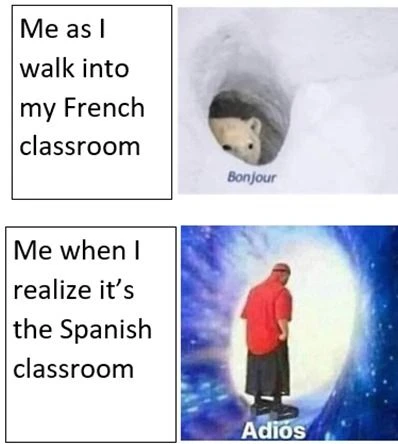 Me as I
walk into
my French
classroom
Bonjour
Me when I
realize it's
the Spanish
classroom
Adiós